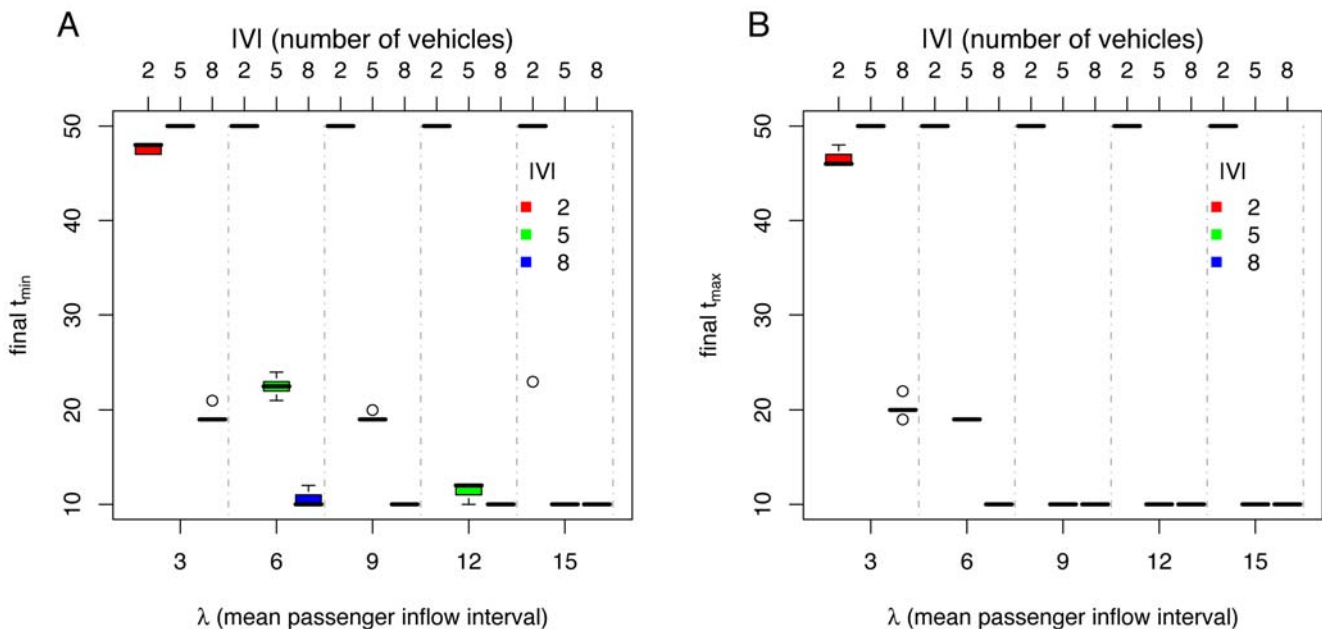 A
|V| (number of vehicles)
2 5 8 2 5 8 2 5 8 2 5 8 2 5 8
final tmin
50
40
30
20
10
|V|
2
5
8
3 6 9 12 15
λ (mean passenger inflow interval)
B
|V| (number of vehicles)
2 5 8 2 5 8 2 5 8 2 5 8 2 5 8
final tmax
50
40
30
20
10
|V|
2
5
8
3 6 9 12 15
λ (mean passenger inflow interval)